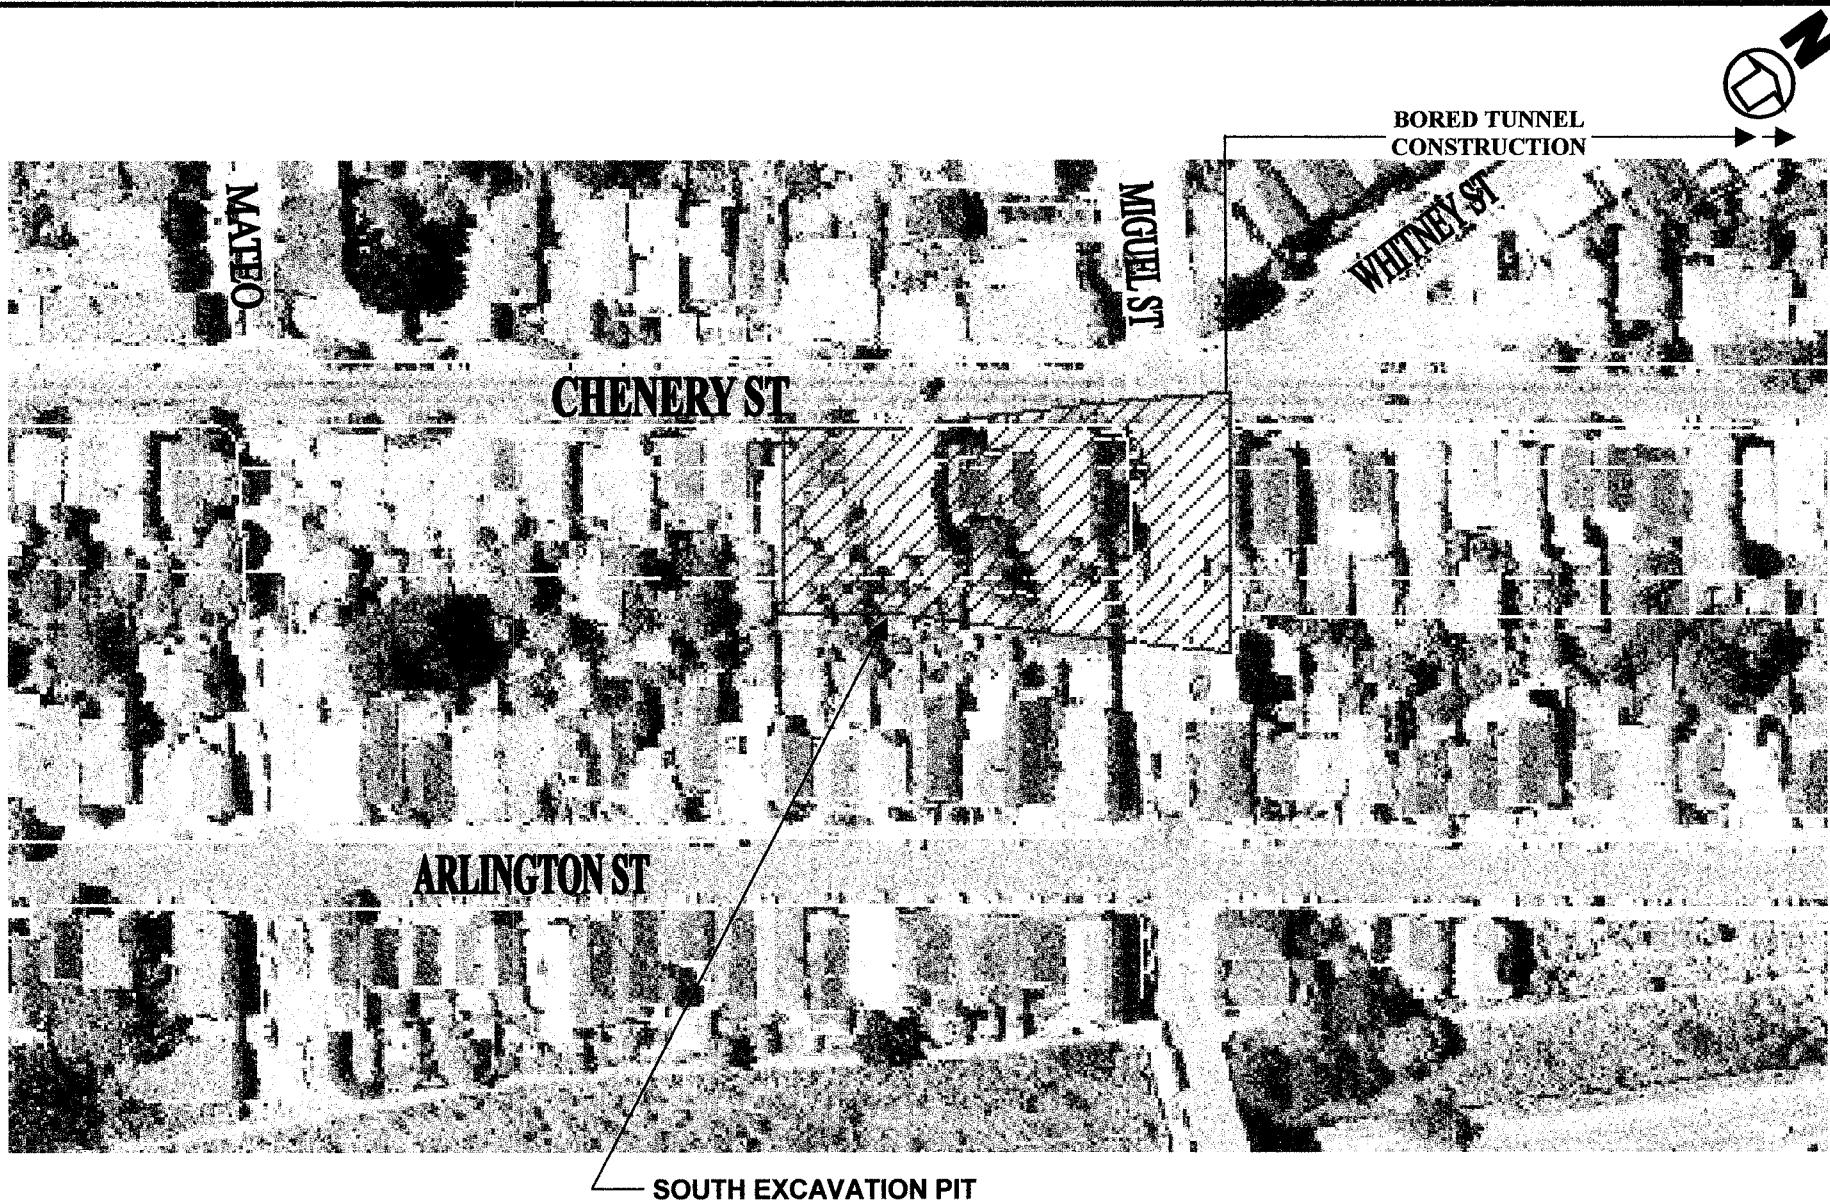 N
BORED TUNNEL
CONSTRUCTION
MATEO
MIGUEL ST
WHITNEY ST
CHENERY ST
ARLINGTON ST
SOUTH EXCAVATION PIT